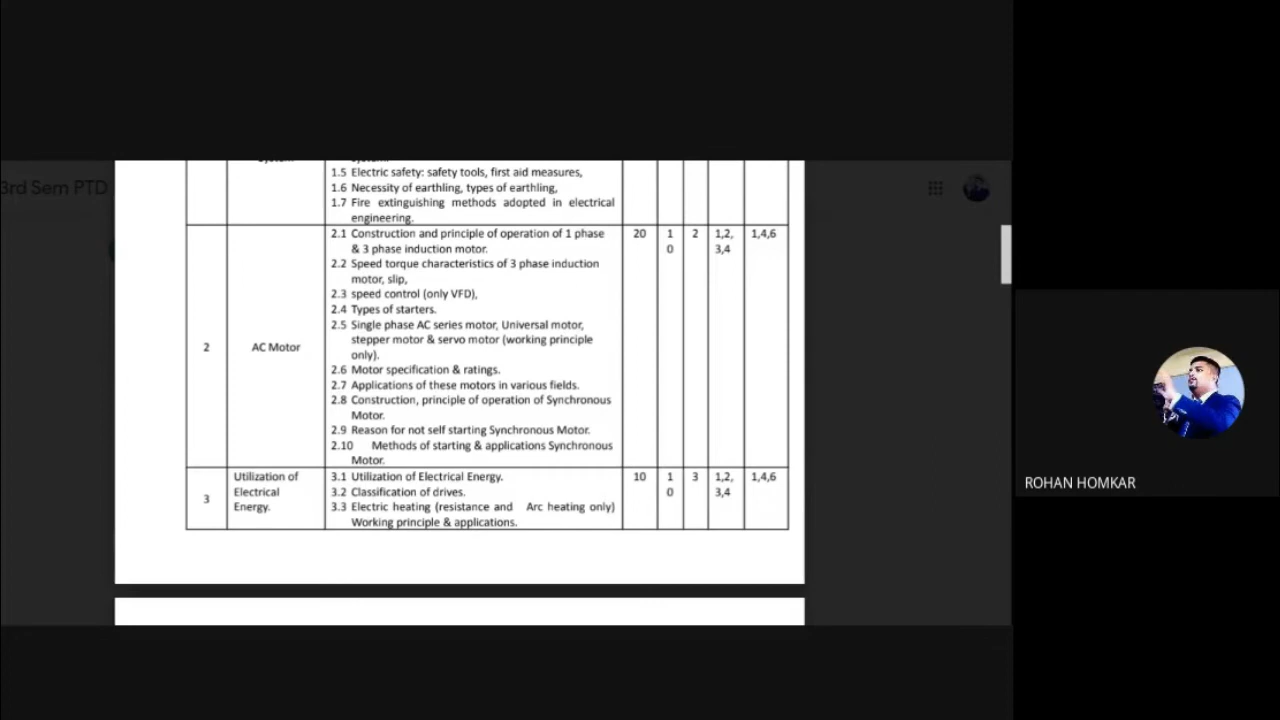 3rd Sem PTD
1.5 Electric safety: safety tools, first aid measures,
1.6 Necessity of earthling, types of earthling,
1.7 Fire extinguishing methods adopted in electrical
engineering.
2
AC Motor
2.1 Construction and principle of operation of 1 phase
& 3 phase induction motor.
2.2 Speed torque characteristics of 3 phase induction
motor, slip,
2.3 speed control (only VFD),
2.4 Types of starters.
2.5 Single phase AC series motor, Universal motor,
stepper motor & servo motor (working principle
only).
2.6 Motor specification & ratings.
2.7 Applications of these motors in various fields.
2.8 Construction, principle of operation of Synchronous
Motor.
2.9 Reason for not self starting Synchronous Motor.
2.10 Methods of starting & applications Synchronous
Motor.
20
1
0
2
1,2,
3,4
1,4,6
3
Utilization of
Electrical
Energy.
3.1 Utilization of Electrical Energy.
3.2 Classification of drives.
3.3 Electric heating (resistance and Arc heating only)
Working principle & applications.
10
1
0
3
1,2,
3,4
1,4,6
ROHAN HOMKAR